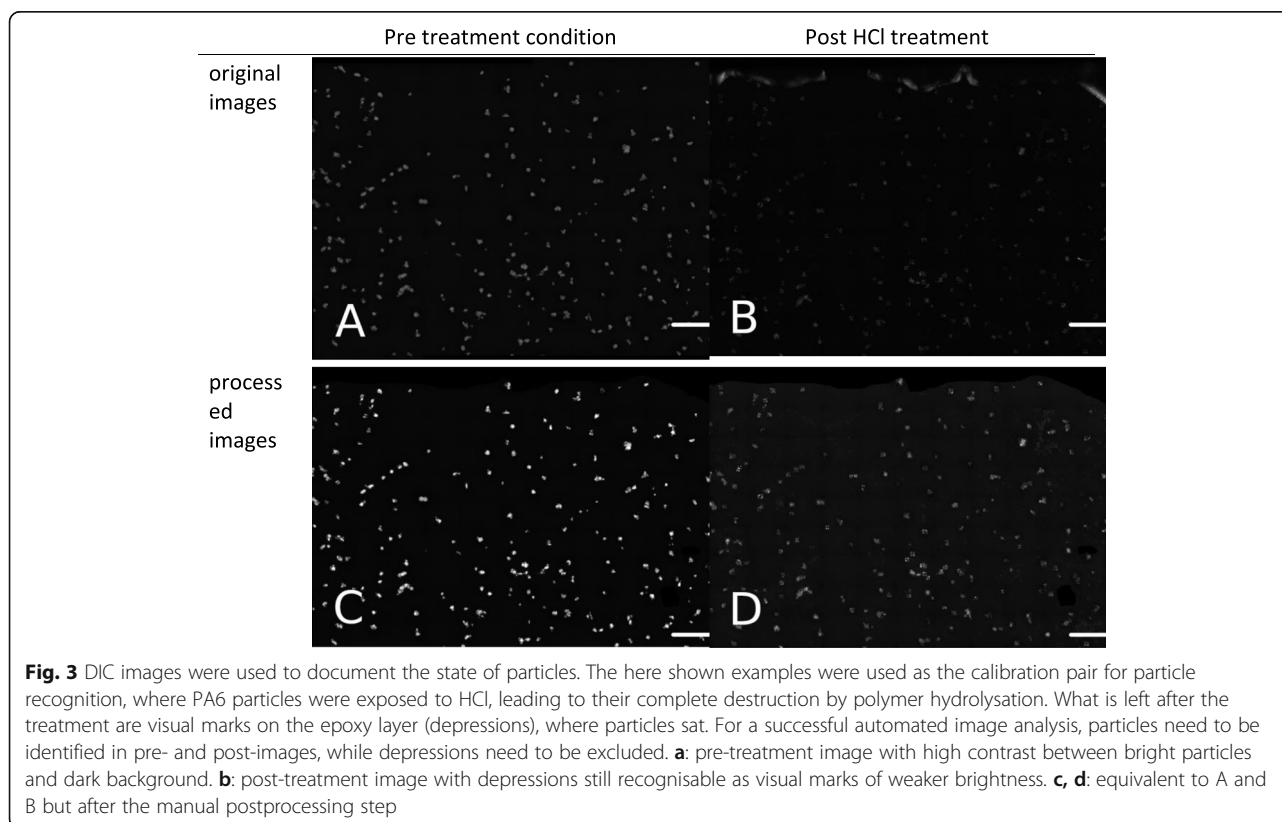 Pre treatment condition Post HCl treatment
original
images
A B
process
ed
images
C D
Fig. 3 DIC images were used to document the state of particles. The here shown examples were used as the calibration pair for particle
recognition, where PA6 particles were exposed to HCl, leading to their complete destruction by polymer hydrolysation. What is left after the
treatment are visual marks on the epoxy layer (depressions), where particles sat. For a successful automated image analysis, particles need to be
identified in pre- and post-images, while depressions need to be excluded. a: pre-treatment image with high contrast between bright particles
and dark background. b: post-treatment image with depressions still recognisable as visual marks of weaker brightness. c, d: equivalent to A and
B but after the manual postprocessing step